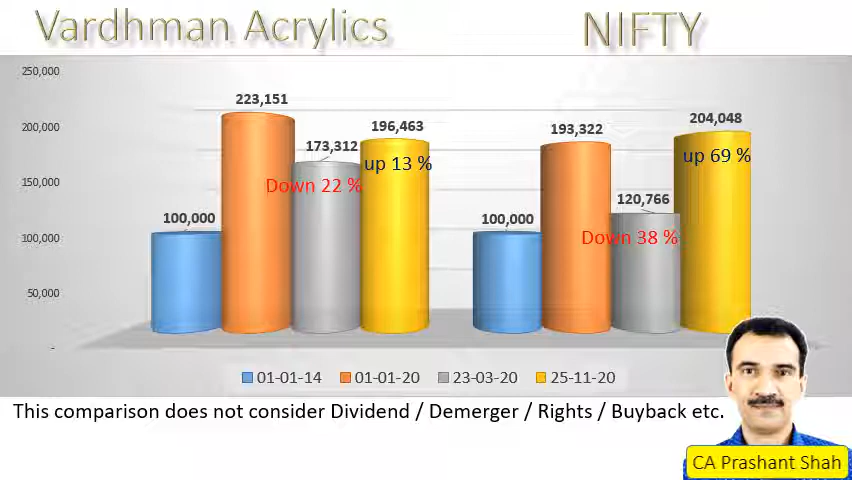 Vardhman Acrylics
NIFTY
250,000
200,000
150,000
100,000
50,000
-
223,151
173,312
196,463
100,000
Down 22 %
up 13 %
193,322
204,048
120,766
100,000
Down 38 %
up 69 %
01-01-14 01-01-20 23-03-20 25-11-20
This comparison does not consider Dividend / Demerger / Rights / Buyback etc.
CA Prashant Shah